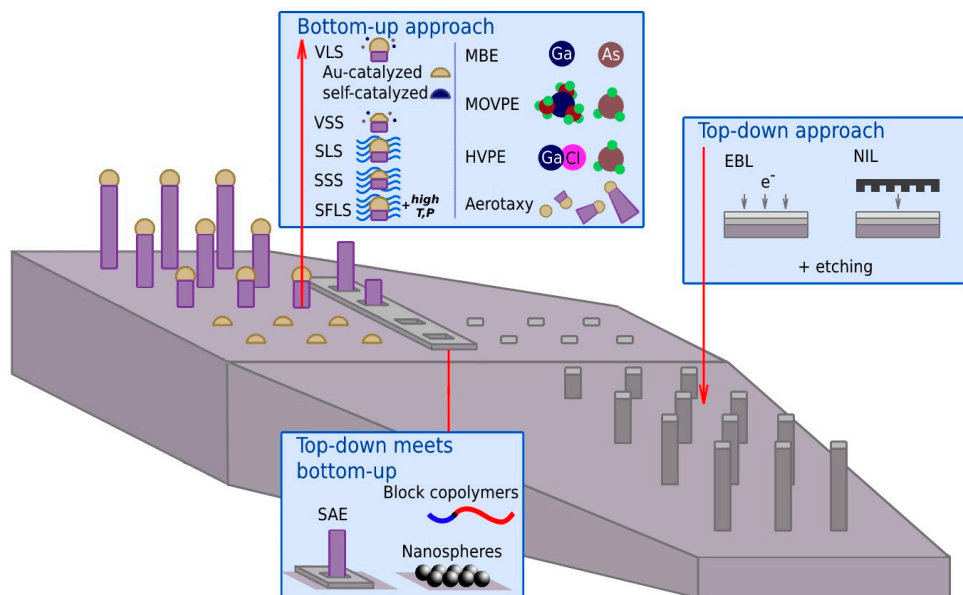 Bottom-up approach
VLS
Au-catalyzed
self-catalyzed
VSS
SLS
SSS
SFLS
+high
T,P
MBE
Ga
As
MOVPE
HVPE
Ga
Cl
Aerotaxy
Top-down approach
EBL
NIL
e-
+ etching
Top-down meets
bottom-up
Block copolymers
SAE
Nanospheres